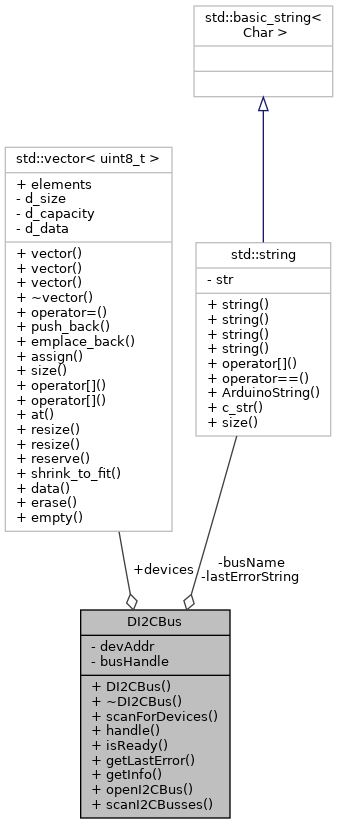 std::basic_string<
Char >
std::vector< uint8_t >
+ elements
- d_size
- d_capacity
- d_data
+ vector()
+ vector()
+ vector()
+ ~vector()
+ operator=()
+ push_back()
+ emplace_back()
+ assign()
+ size()
+ operator[]()
+ operator[]()
+ at()
+ resize()
+ resize()
+ reserve()
+ shrink_to_fit()
+ data()
+ erase()
+ empty()
std::string
- str
+ string()
+ string()
+ string()
+ string()
+ operator[]()
+ operator==()
+ ArduinoString()
+ c_str()
+ size()
+devices
-busName
-lastErrorString
DI2CBus
- devAddr
- busHandle
+ DI2CBus()
+ ~DI2CBus()
+ scanForDevices()
+ handle()
+ isReady()
+ getLastError()
+ getInfo()
+ openI2CBus()
+ scanI2CBusses()